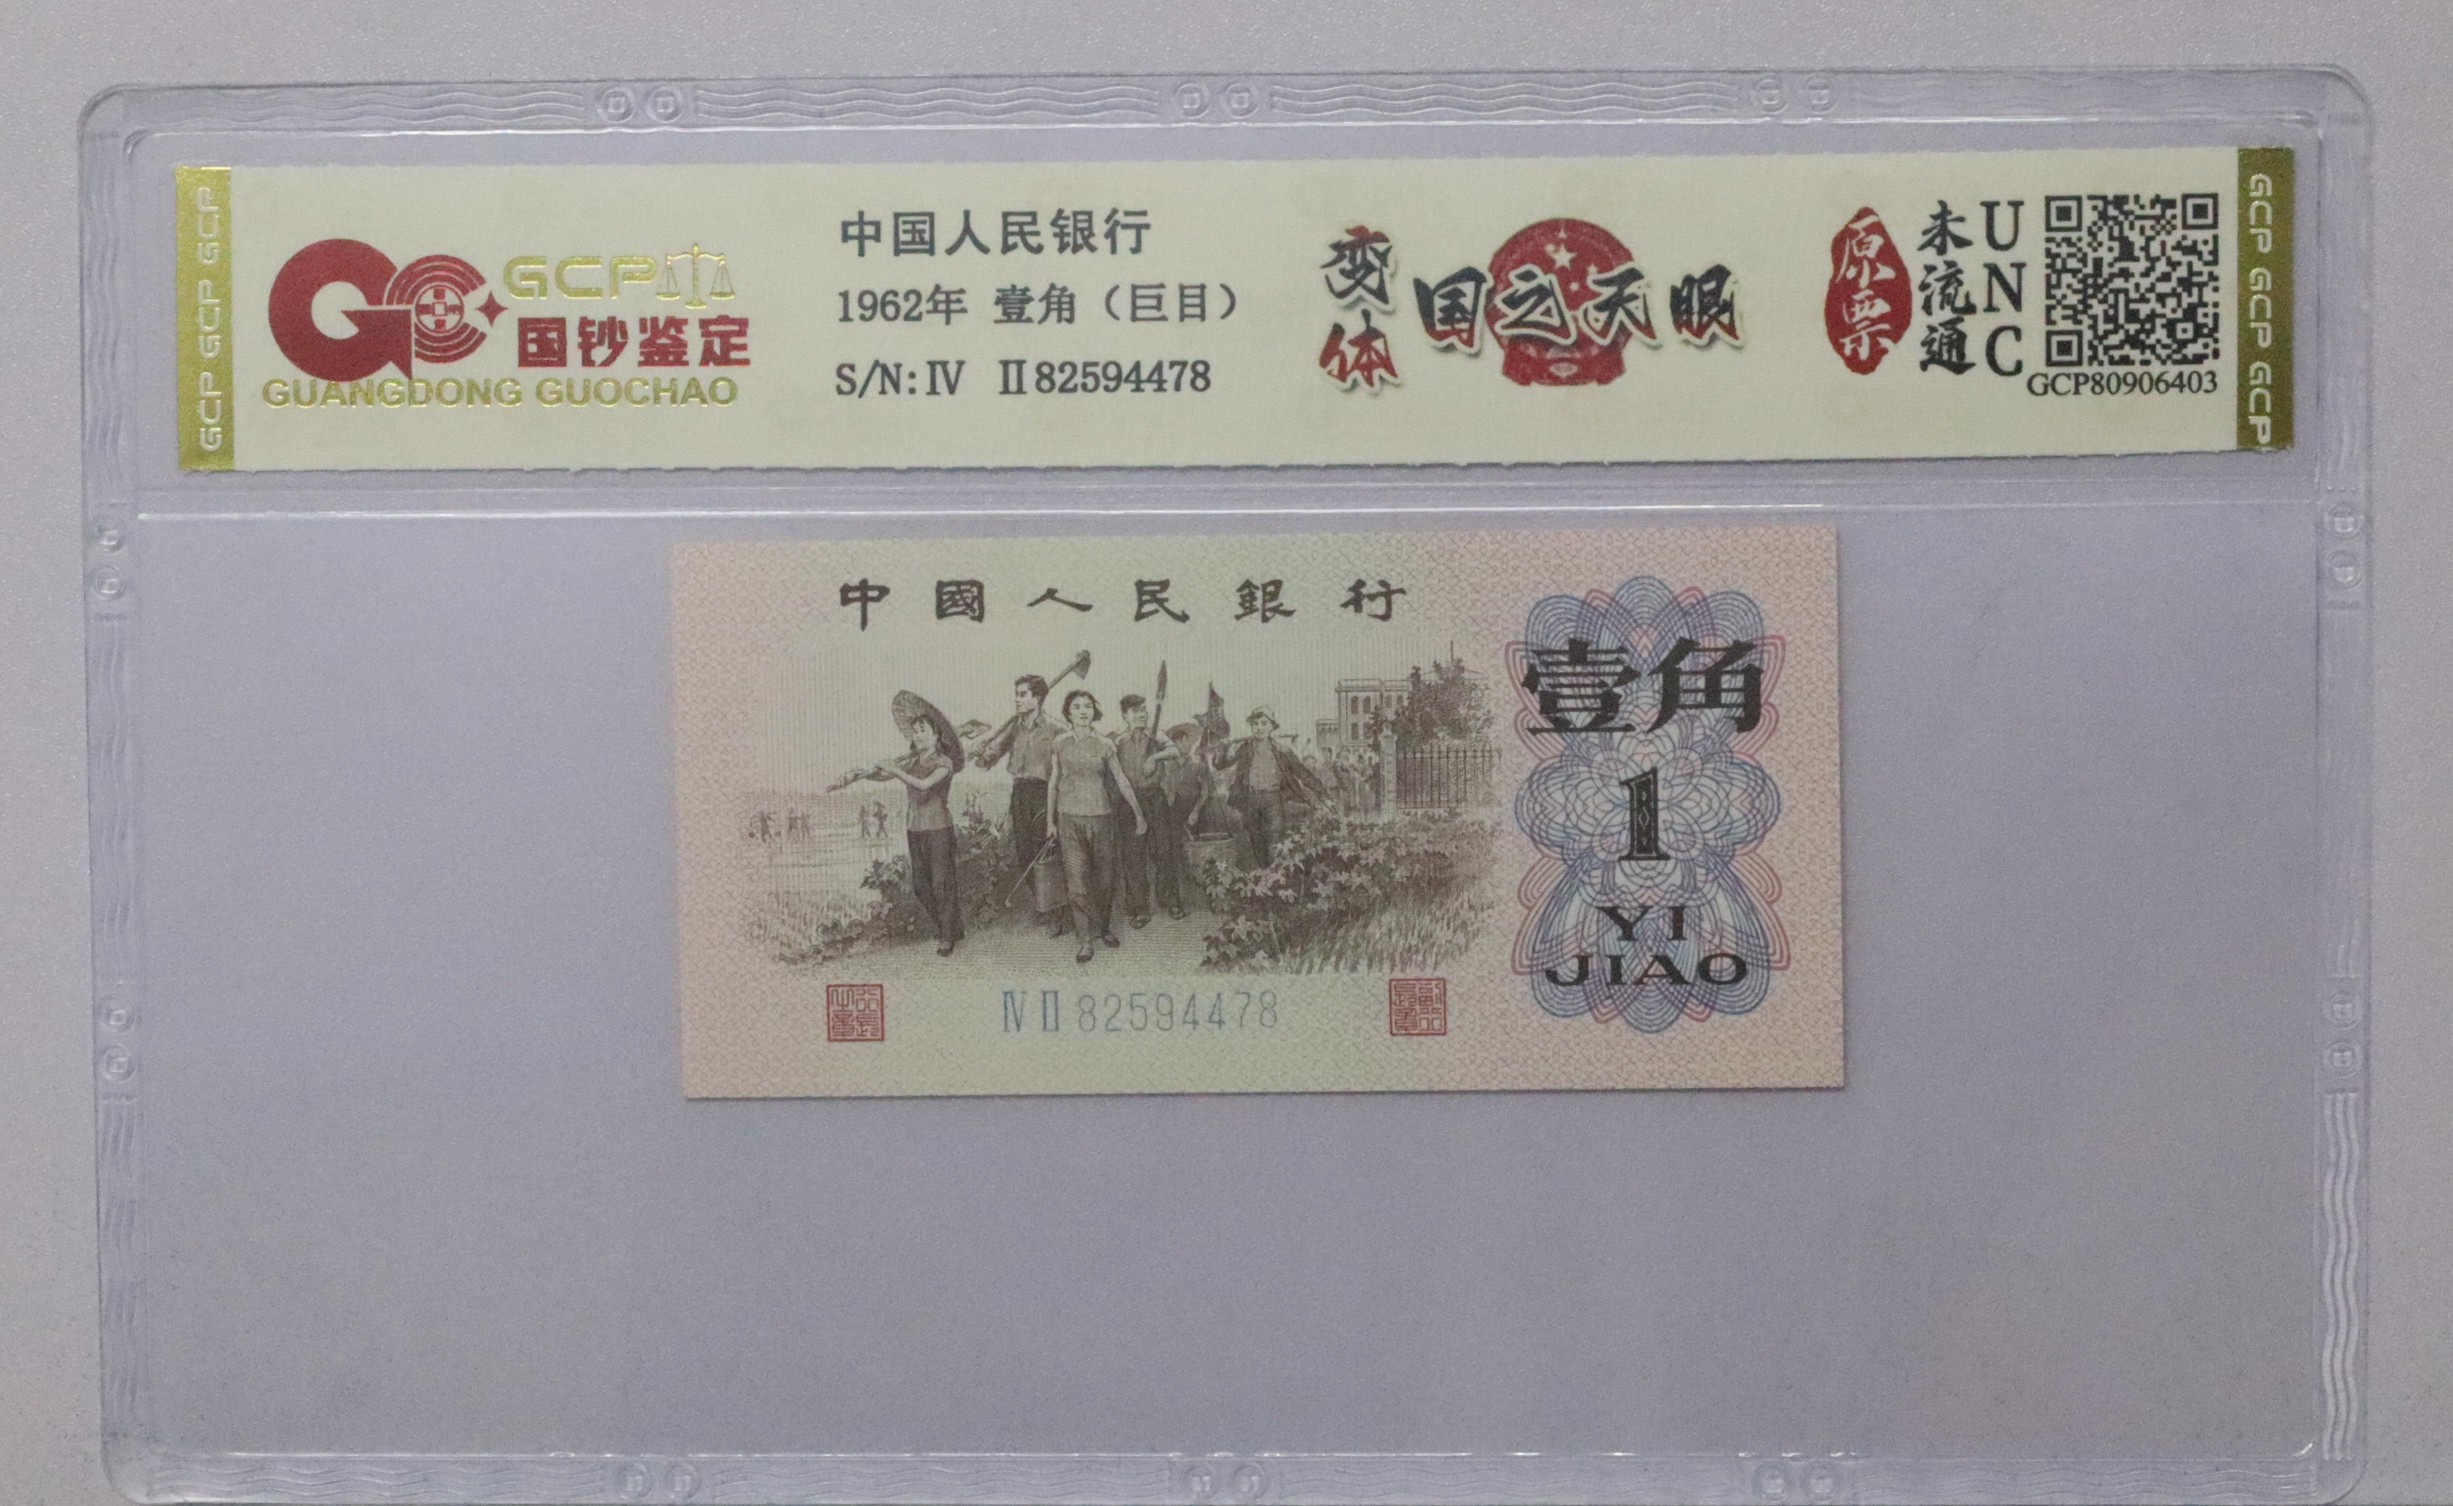 GCP GCP GCP
GCP
国钞鉴定
GUANGDONG GUOCHAO
中国人民银行
1962年 壹角（巨目）
S/N:Ⅳ Ⅱ82594478
变体
国之天眼
原票
未流通
UNC
GCP80906403
GCP GCP GCP
中國人民銀行
壹角
1
YI
JIAO
Ⅳ Ⅱ 82594478